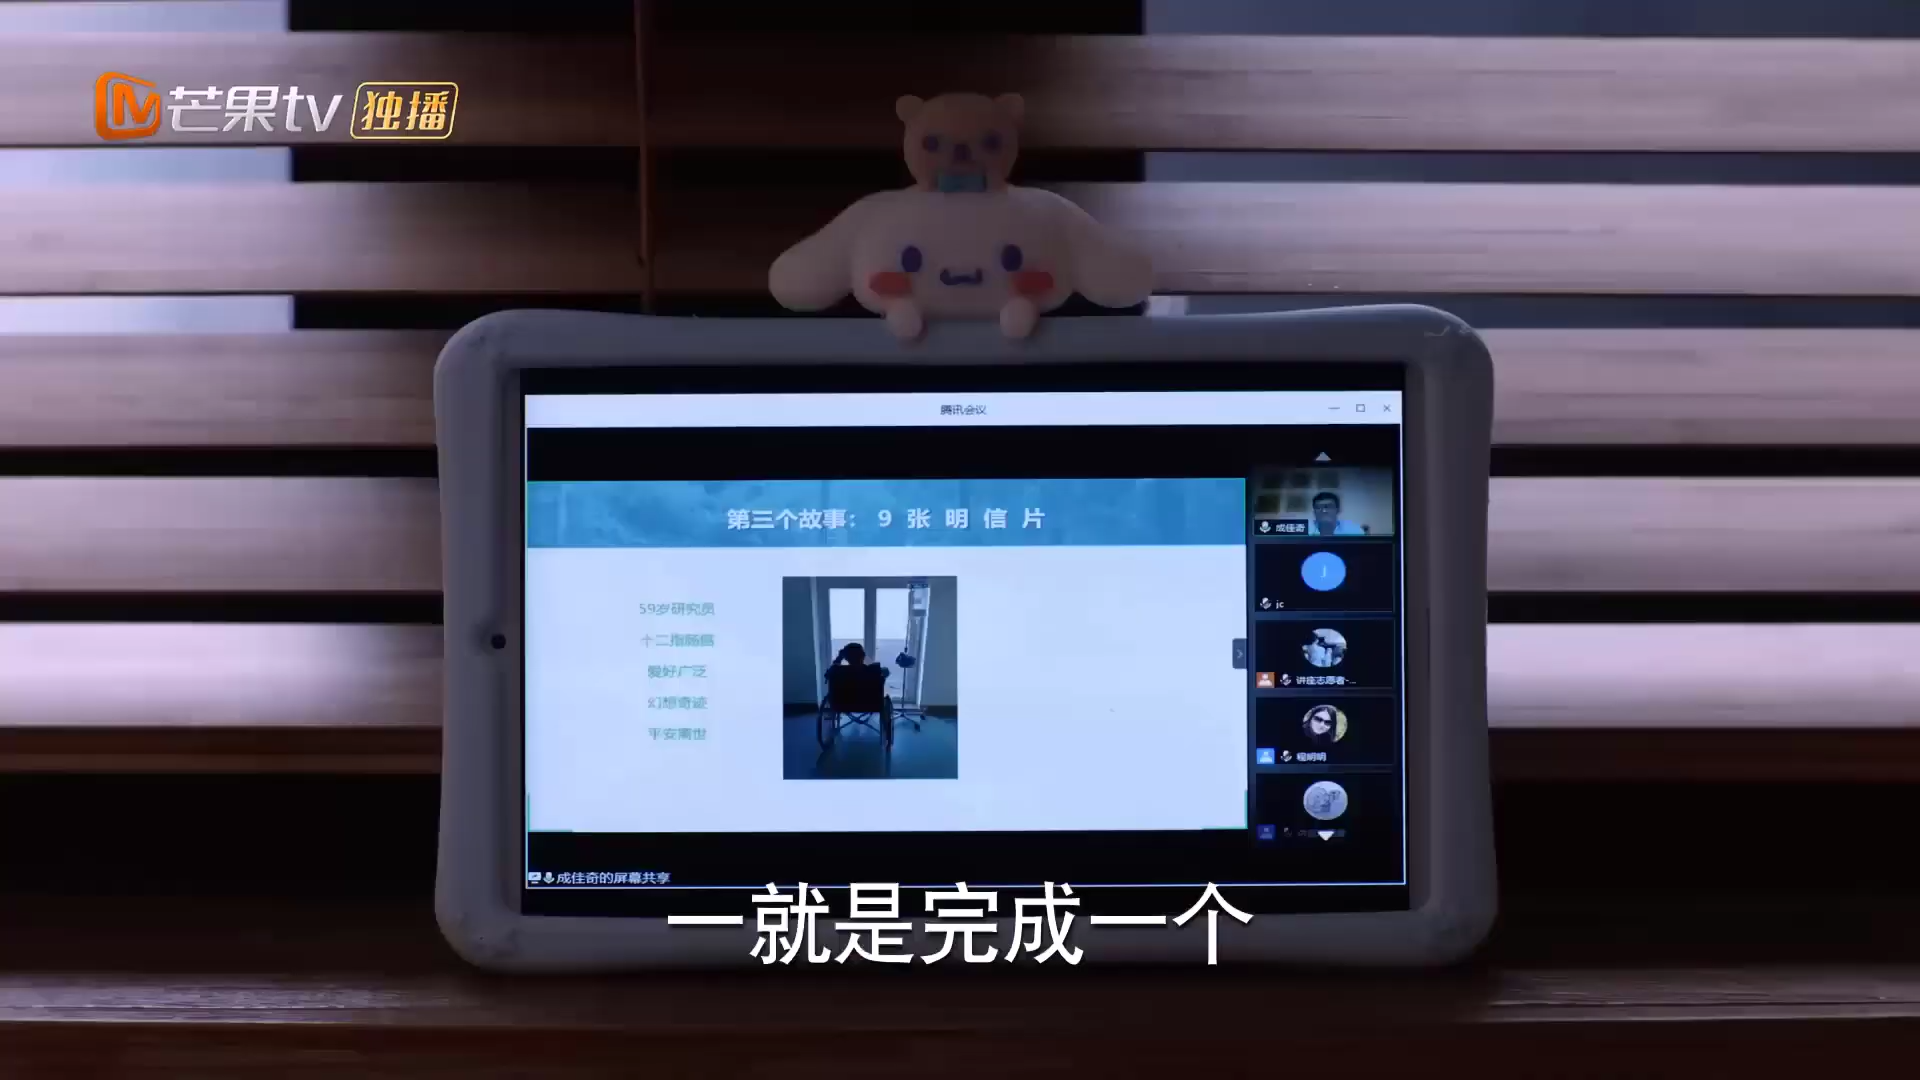 芒果tv 独播
腾讯会议
第三个故事：9 张 明 信 片
59岁研究员
十二指肠癌
爱好广泛
幻想奇迹
平安离世
成佳奇
J
jc
讲座志愿者-...
程明明
成佳奇的屏幕共享
一就是完成一个